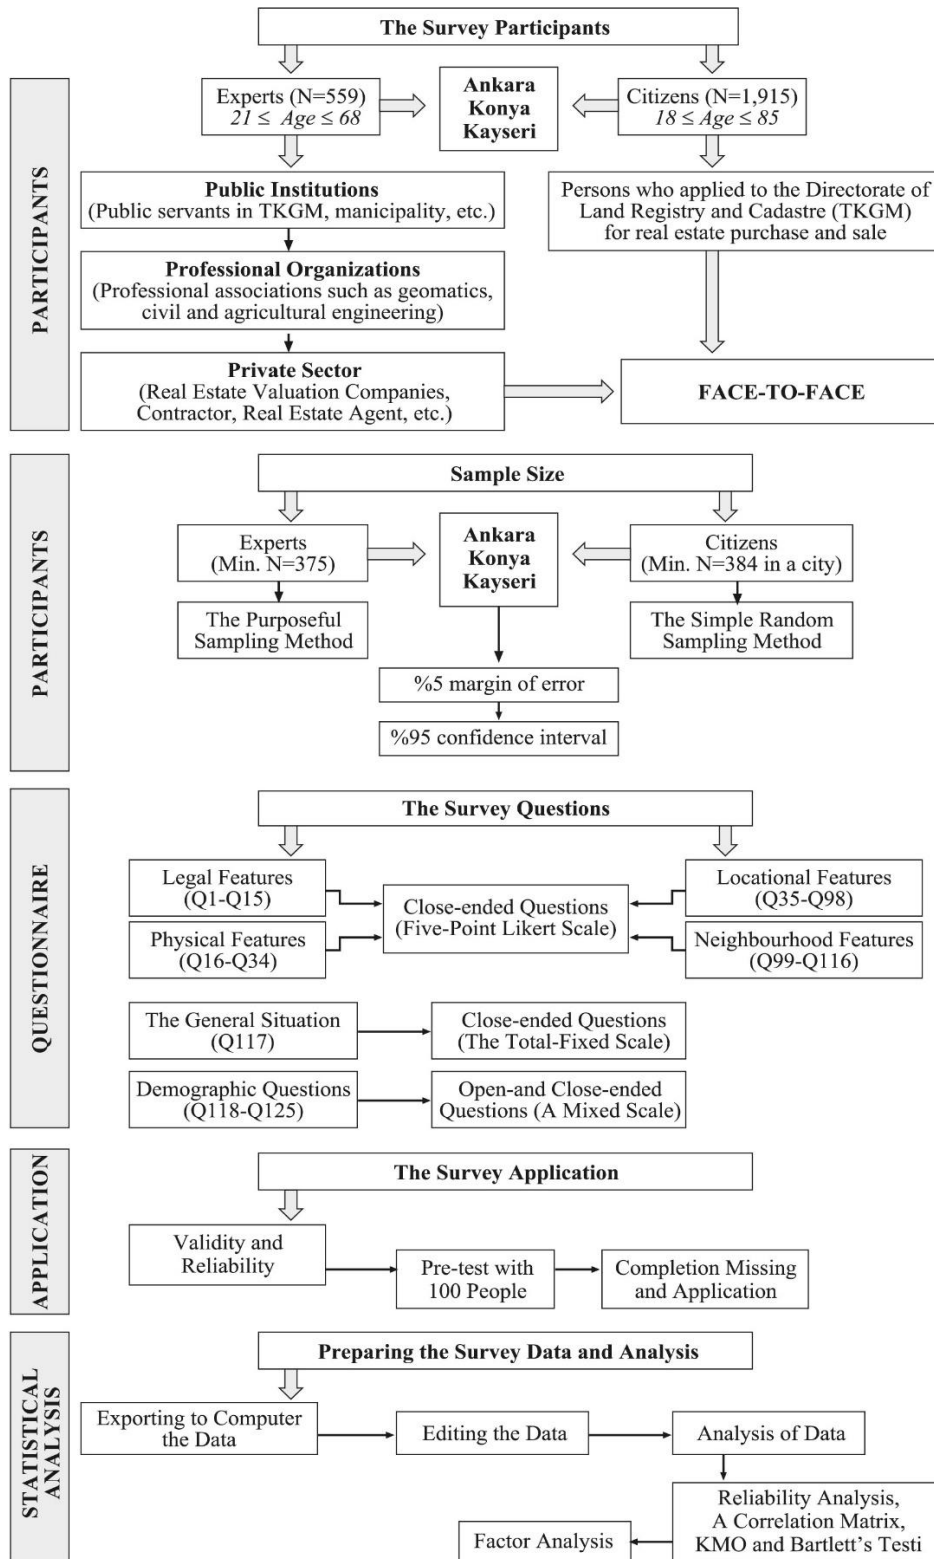 The Survey Participants
PARTICIPANTS
Experts (N=559)
21 ≤ Age ≤ 68
Ankara
Konya
Kayseri
Citizens (N=1,915)
18 ≤ Age ≤ 85
Public Institutions
(Public servants in TKGM, manicipality, etc.)
Persons who applied to the Directorate of
Land Registry and Cadastre (TKGM)
for real estate purchase and sale
Professional Organizations
(Professional associations such as geomatics,
civil and agricultural engineering)
Private Sector
(Real Estate Valuation Companies,
Contractor, Real Estate Agent, etc.)
FACE-TO-FACE
PARTICIPANTS
Sample Size
Experts
(Min. N=375)
Ankara
Konya
Kayseri
Citizens
(Min. N=384 in a city)
The Purposeful
Sampling Method
The Simple Random
Sampling Method
%5 margin of error
%95 confidence interval
QUESTIONNAIRE
The Survey Questions
Legal Features
(Q1-Q15)
Physical Features
(Q16-Q34)
Close-ended Questions
(Five-Point Likert Scale)
Locational Features
(Q35-Q98)
Neighbourhood Features
(Q99-Q116)
The General Situation
(Q117)
Close-ended Questions
(The Total-Fixed Scale)
Demographic Questions
(Q118-Q125)
Open-and Close-ended
Questions (A Mixed Scale)
APPLICATION
The Survey Application
Validity and
Reliability
Pre-test with
100 People
Completion Missing
and Application
STATISTICAL
ANALYSIS
Preparing the Survey Data and Analysis
Exporting to Computer
the Data
Editing the Data
Analysis of Data
Reliability Analysis,
A Correlation Matrix,
KMO and Bartlett's Testi
Factor Analysis